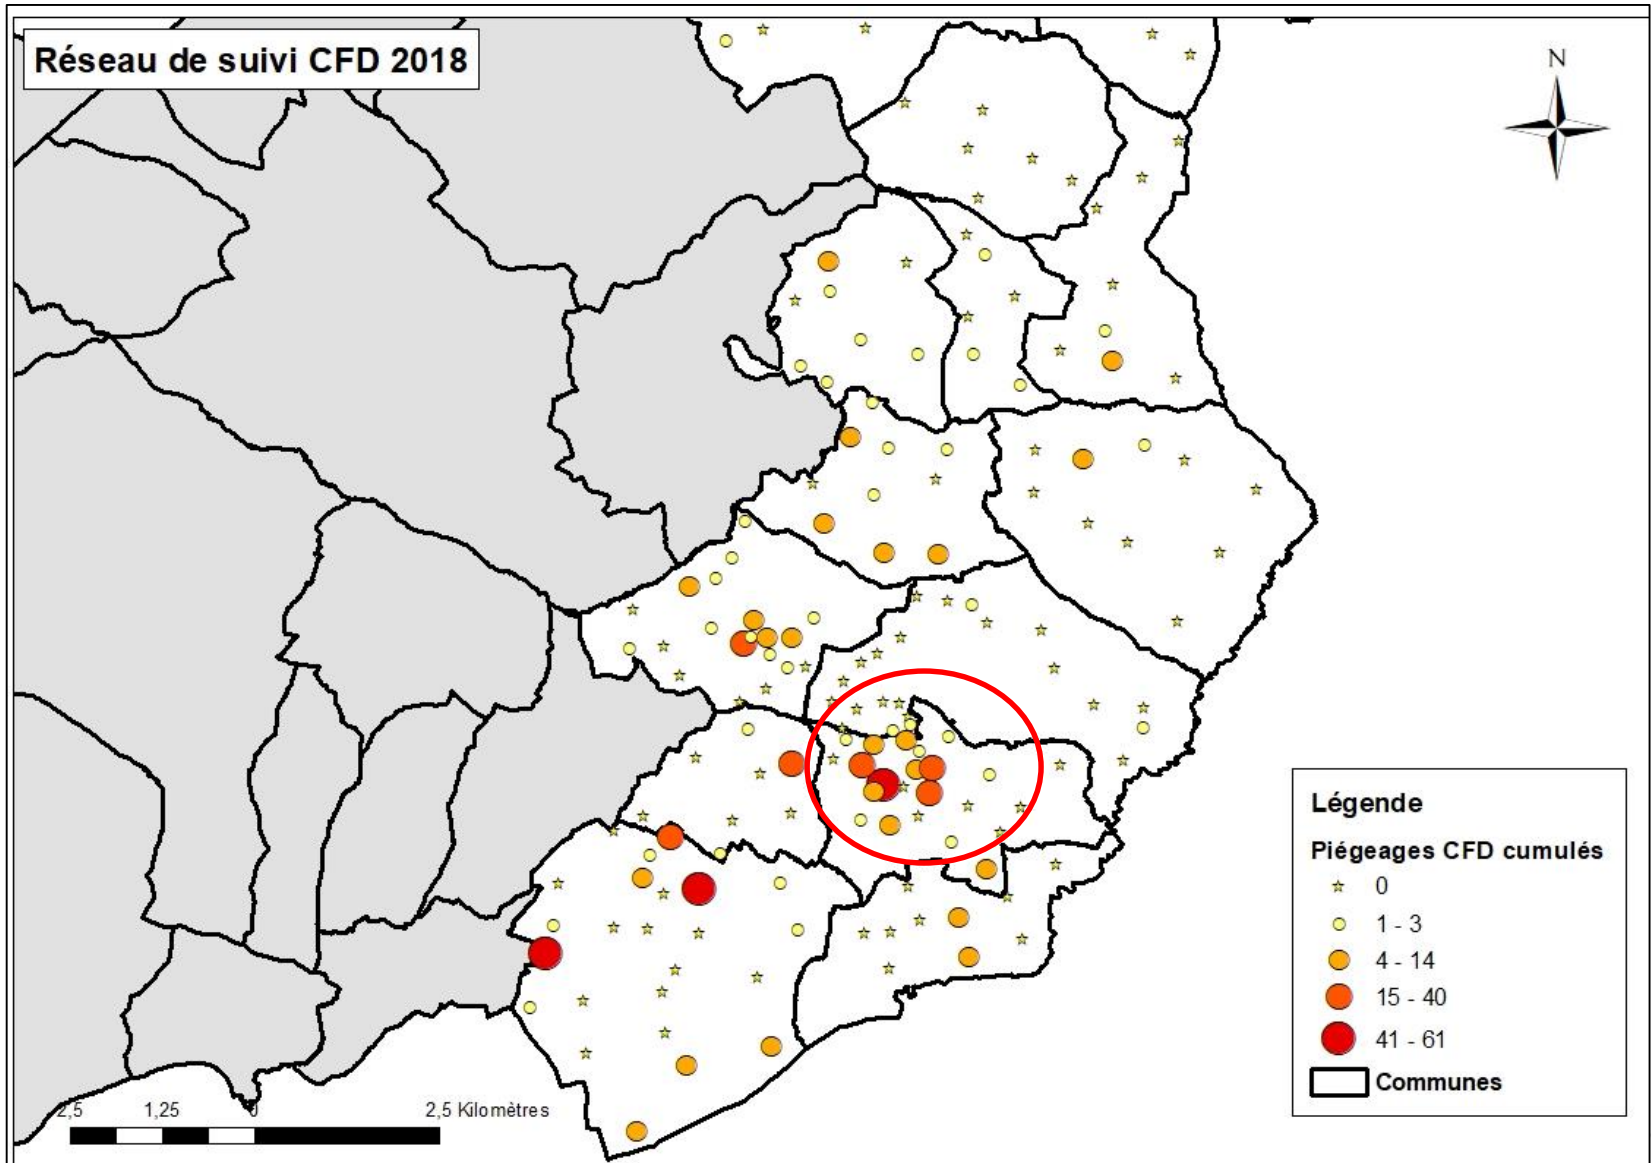 Réseau de suivi CFD 2018
N
Légende
Piégeages CFD cumulés
0
1 - 3
4 - 14
15 - 40
41 - 61
Communes
2,5 1,25 0 2,5 Kilomètres